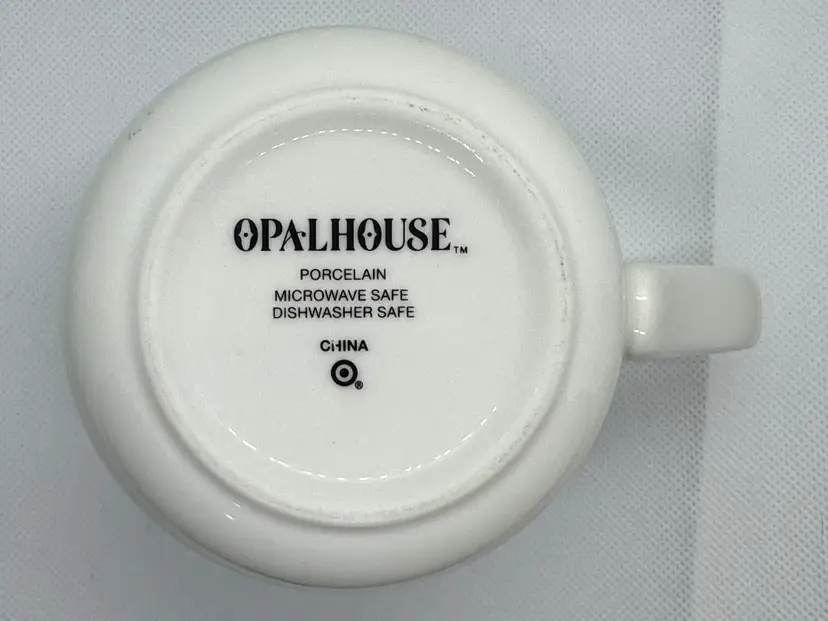 OPALHOUSE™
PORCELAIN
MICROWAVE SAFE
DISHWASHER SAFE
CHINA
®